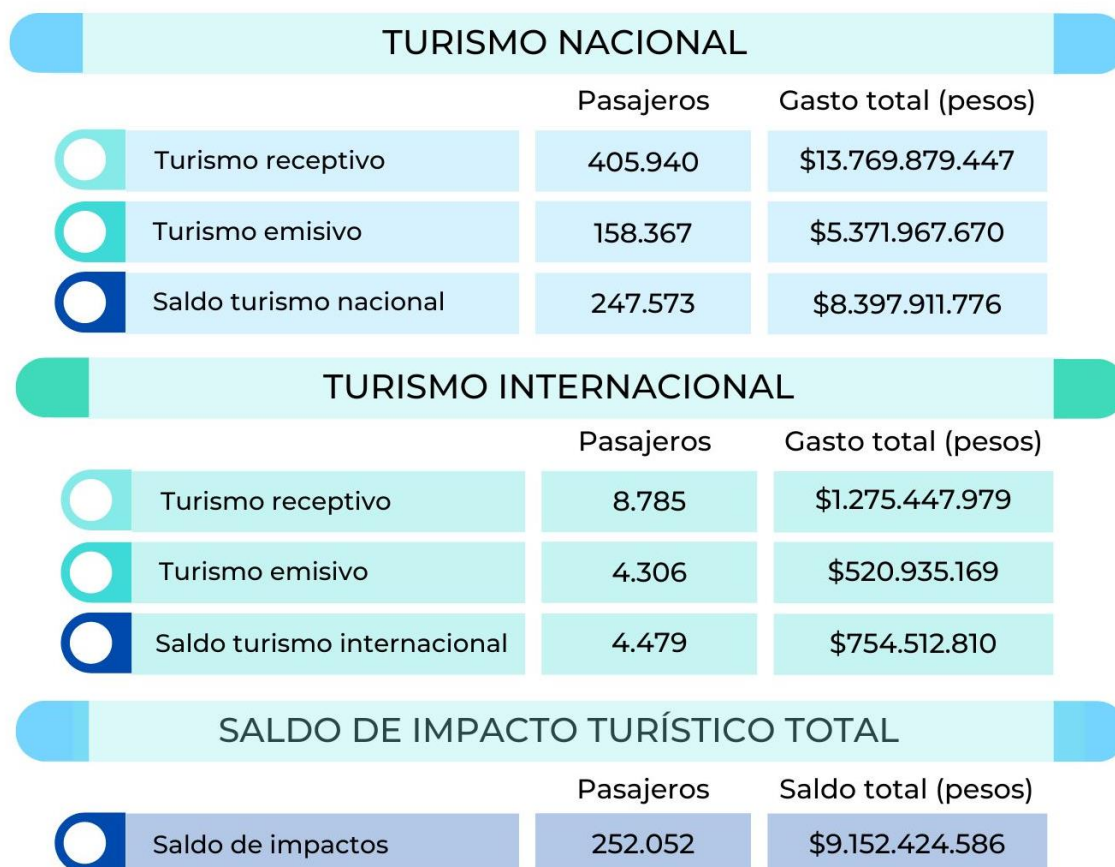 TURISMO NACIONAL
Pasajeros Gasto total (pesos)
Turismo receptivo 405.940 $13.769.879.447
Turismo emisivo 158.367 $5.371.967.670
Saldo turismo nacional 247.573 $8.397.911.776
TURISMO INTERNACIONAL
Pasajeros Gasto total (pesos)
Turismo receptivo 8.785 $1.275.447.979
Turismo emisivo 4.306 $520.935.169
Saldo turismo internacional 4.479 $754.512.810
SALDO DE IMPACTO TURÍSTICO TOTAL
Pasajeros Saldo total (pesos)
Saldo de impactos 252.052 $9.152.424.586